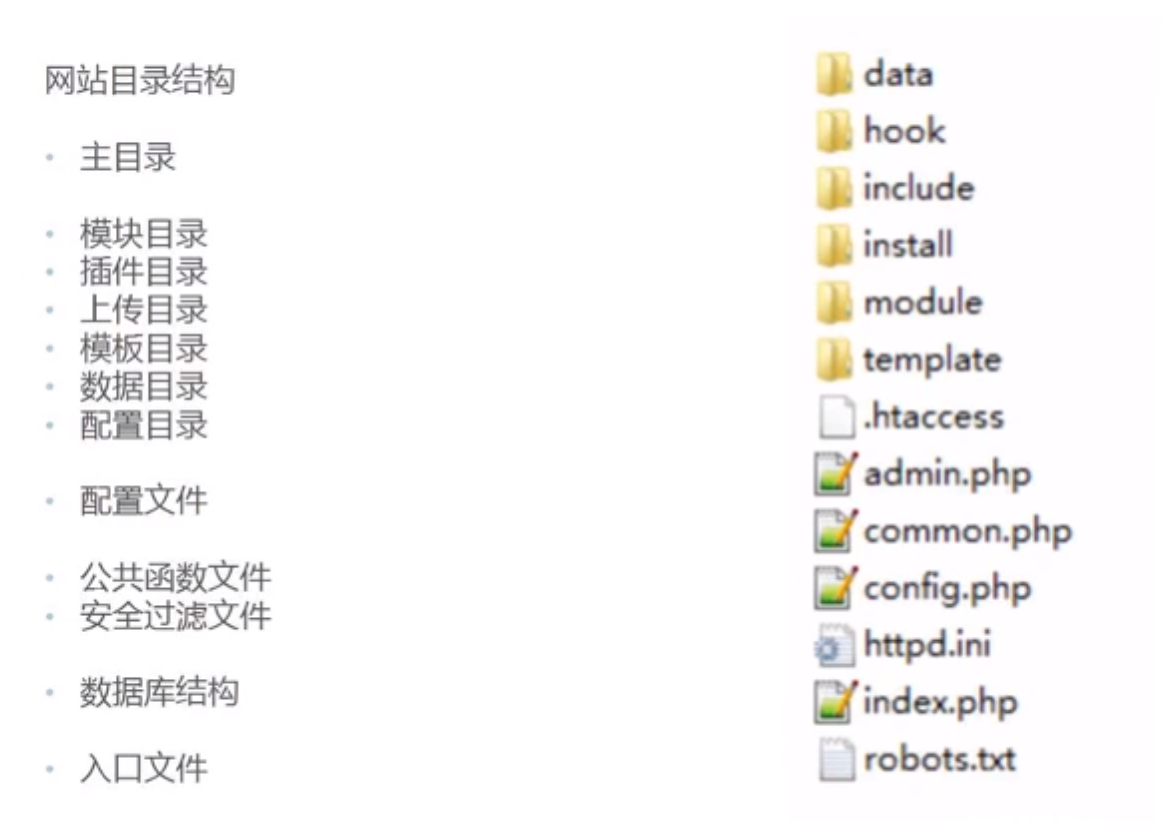 网站目录结构
• 主目录
• 模块目录
• 插件目录
• 上传目录
• 模板目录
• 数据目录
• 配置目录
• 配置文件
• 公共函数文件
• 安全过滤文件
• 数据库结构
• 入口文件
data
hook
include
install
module
template
.htaccess
admin.php
common.php
config.php
httpd.ini
index.php
robots.txt